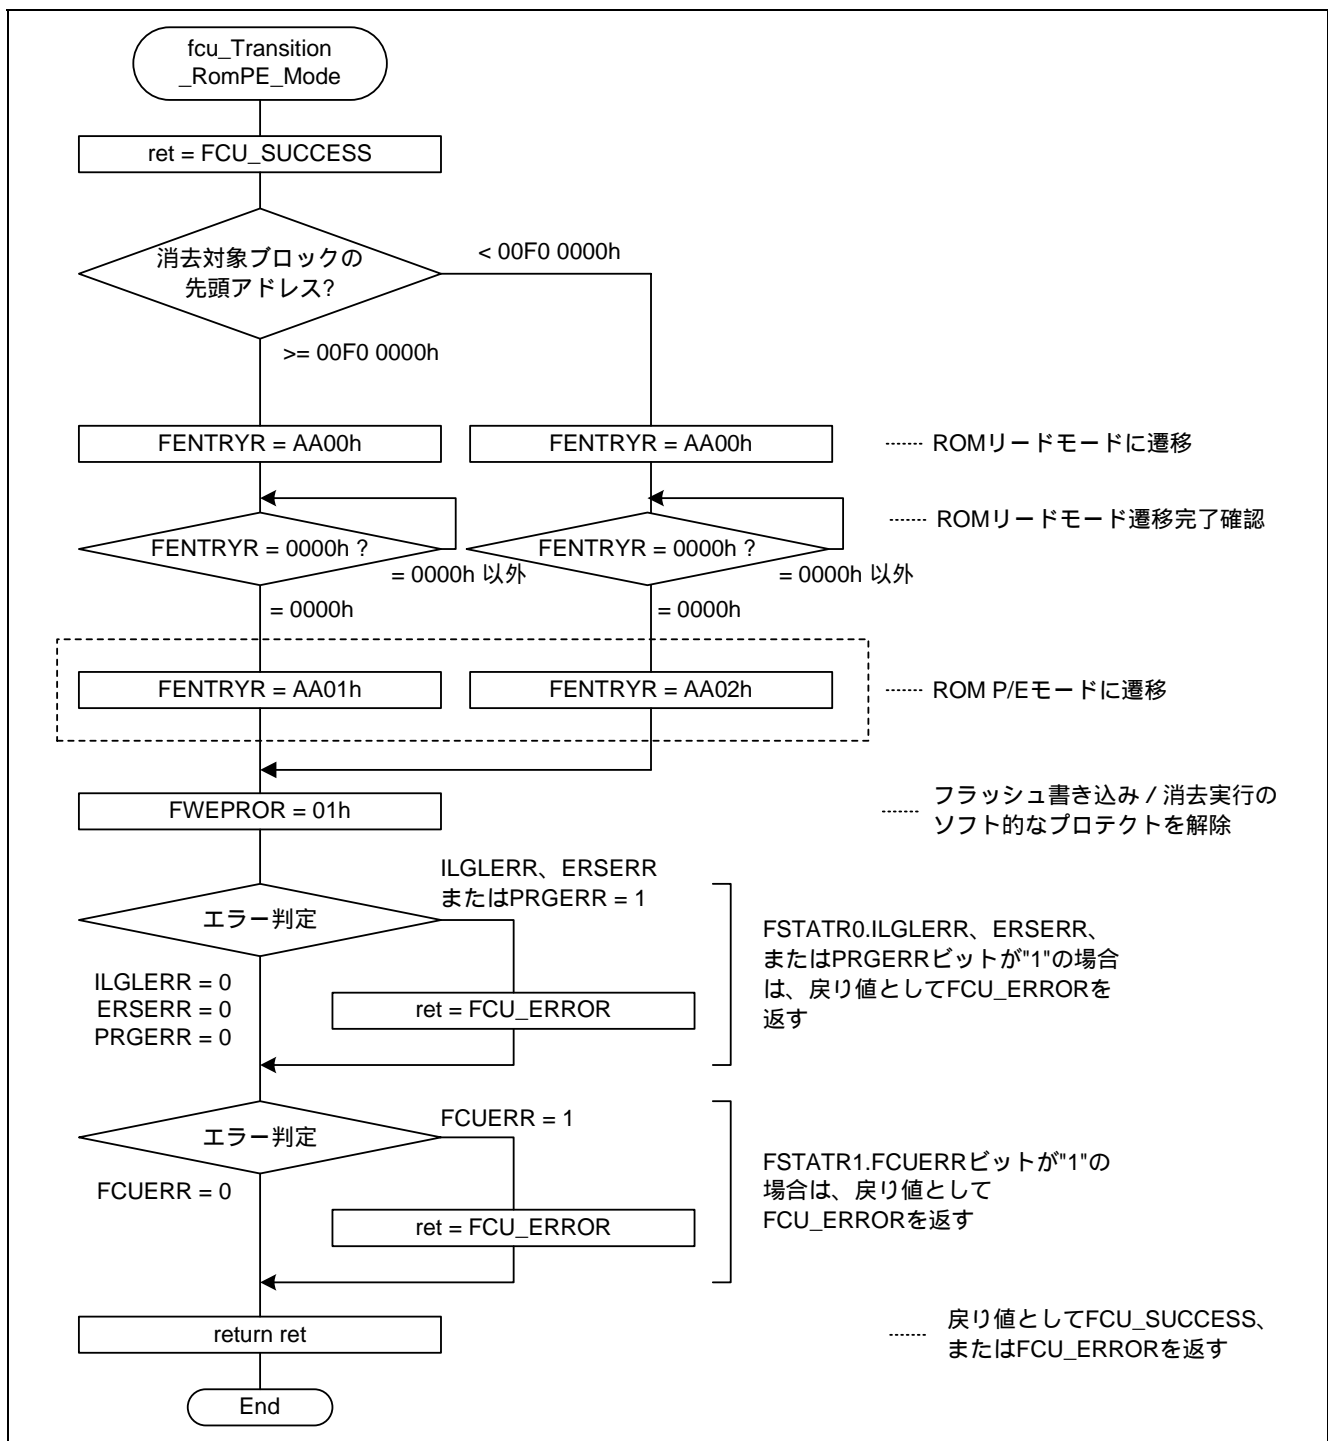 fcu_Transition
_RomPE_Mode
ret = FCU_SUCCESS
消去対象ブロックの
先頭アドレス?
< 00F0 0000h
>= 00F0 0000h
FENTRYR = AA00h
FENTRYR = AA00h
ROMリードモードに遷移
ROMリードモード遷移完了確認
FENTRYR = 0000h ?
= 0000h 以外
FENTRYR = 0000h ?
= 0000h 以外
= 0000h
= 0000h
FENTRYR = AA01h
FENTRYR = AA02h
ROM P/Eモードに遷移
FWEPROR = 01h
フラッシュ書き込み / 消去実行の
ソフト的なプロテクトを解除
エラー判定
ILGLERR、ERSERR
またはPRGERR = 1
ILGLERR = 0
ERSERR = 0
PRGERR = 0
ret = FCU_ERROR
FSTATR0.ILGLERR、ERSERR、
またはPRGERRビットが"1"の場合
は、戻り値としてFCU_ERRORを
返す
エラー判定
FCUERR = 1
FCUERR = 0
ret = FCU_ERROR
FSTATR1.FCUERRビットが"1"の
場合は、戻り値として
FCU_ERRORを返す
return ret
戻り値としてFCU_SUCCESS、
またはFCU_ERRORを返す
End